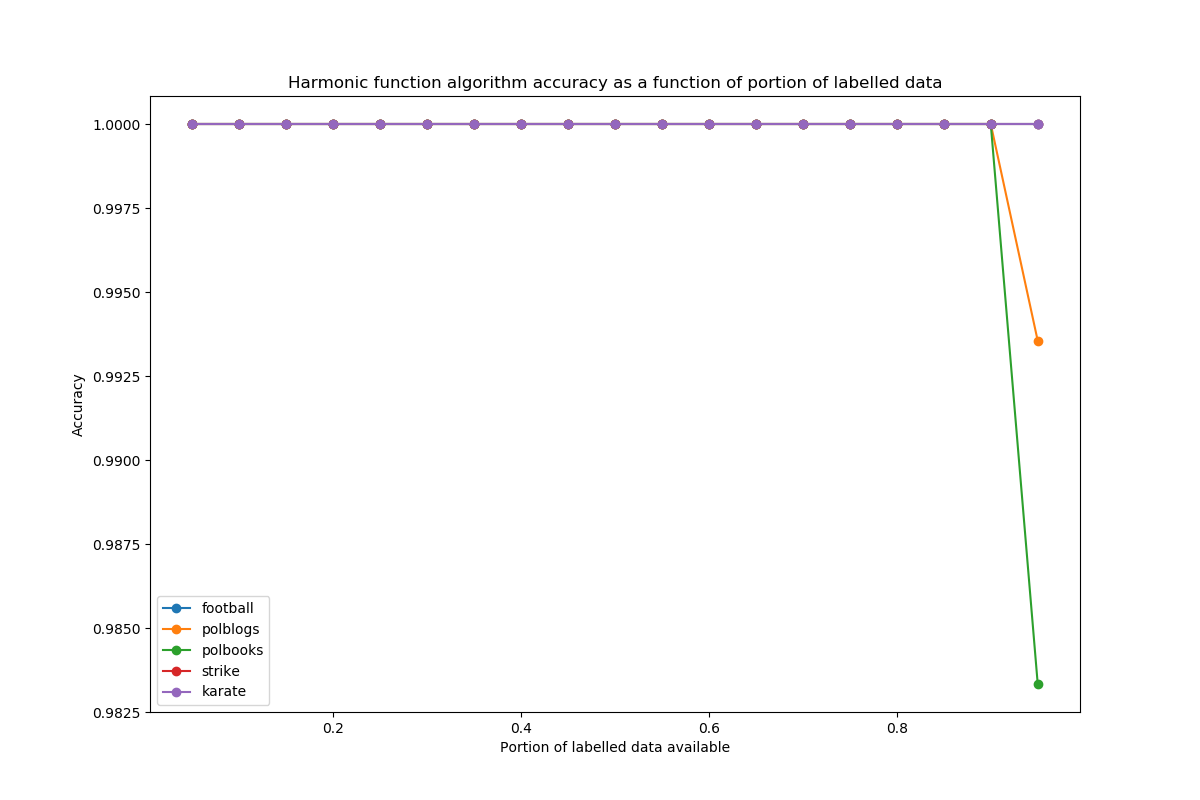 Harmonic function algorithm accuracy as a function of portion of labelled data
1.0000
0.9975
0.9950
0.9925
0.9900
0.9875
0.9850
0.9825
Accuracy
football
polblogs
polbooks
strike
karate
0.2
0.4
0.6
0.8
Portion of labelled data available